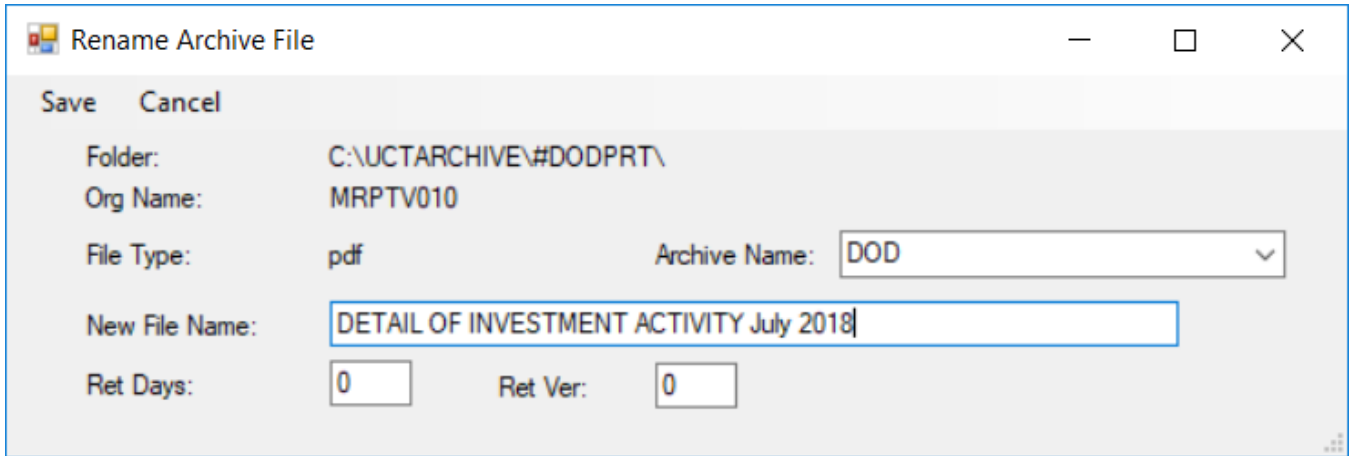 Rename Archive File
Save Cancel
Folder: C:\UCTARCHIVE\#DODPRT\
Org Name: MRPTV010
File Type: pdf Archive Name: DOD
New File Name: DETAIL OF INVESTMENT ACTIVITY July 2018
Ret Days: 0 Ret Ver: 0